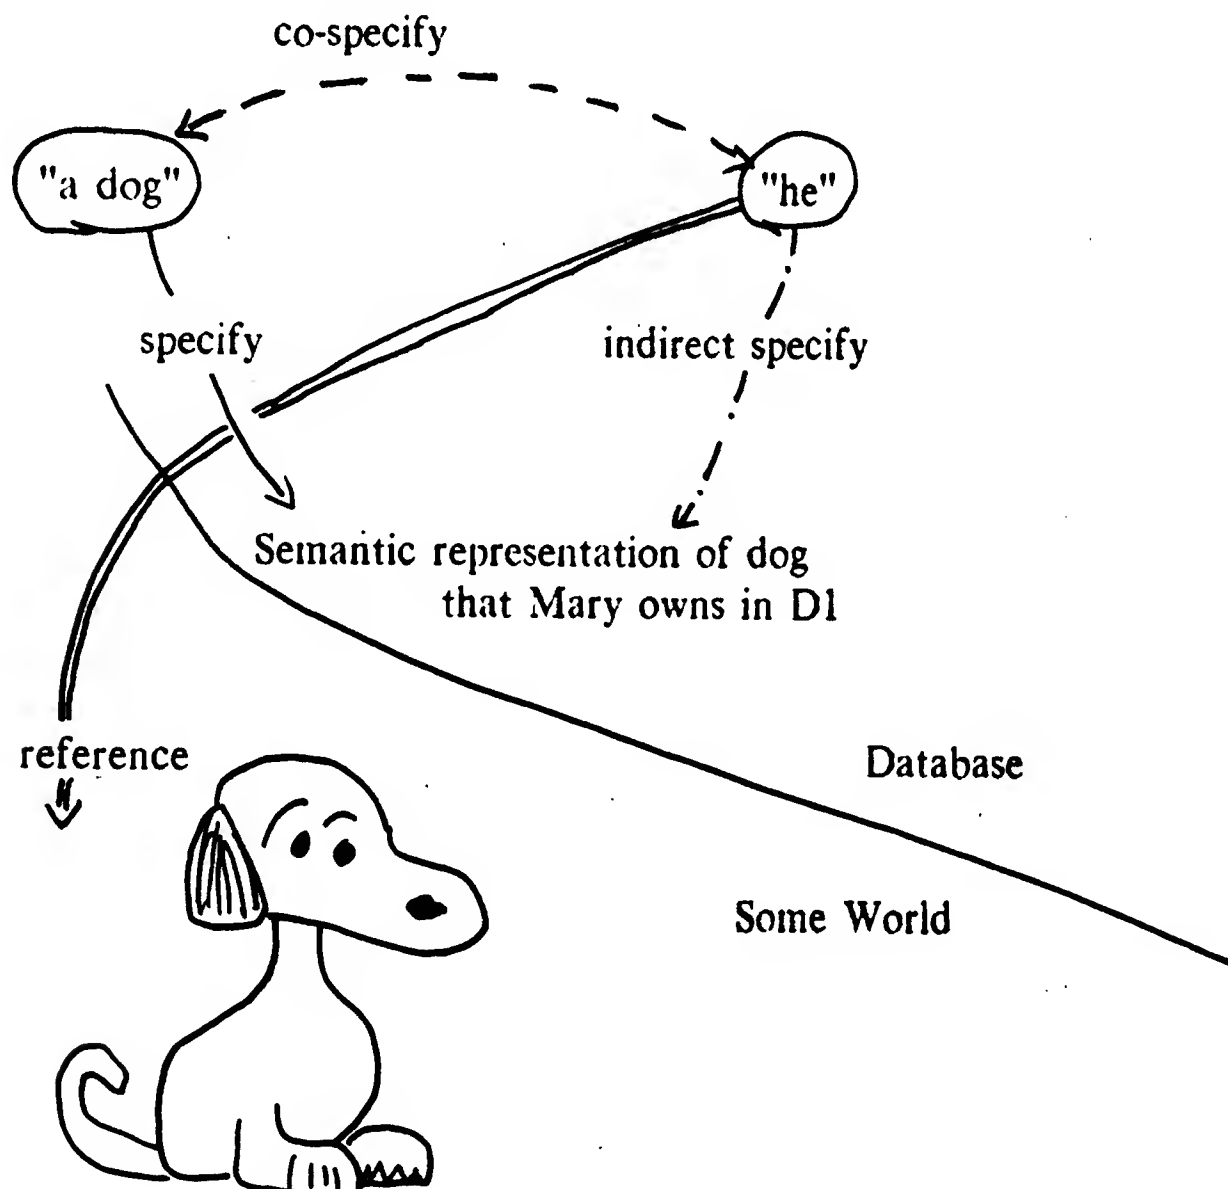 co-specify
"a dog"
"he"
specify
indirect specify
Semantic representation of dog
that Mary owns in D1
reference
Database
Some World